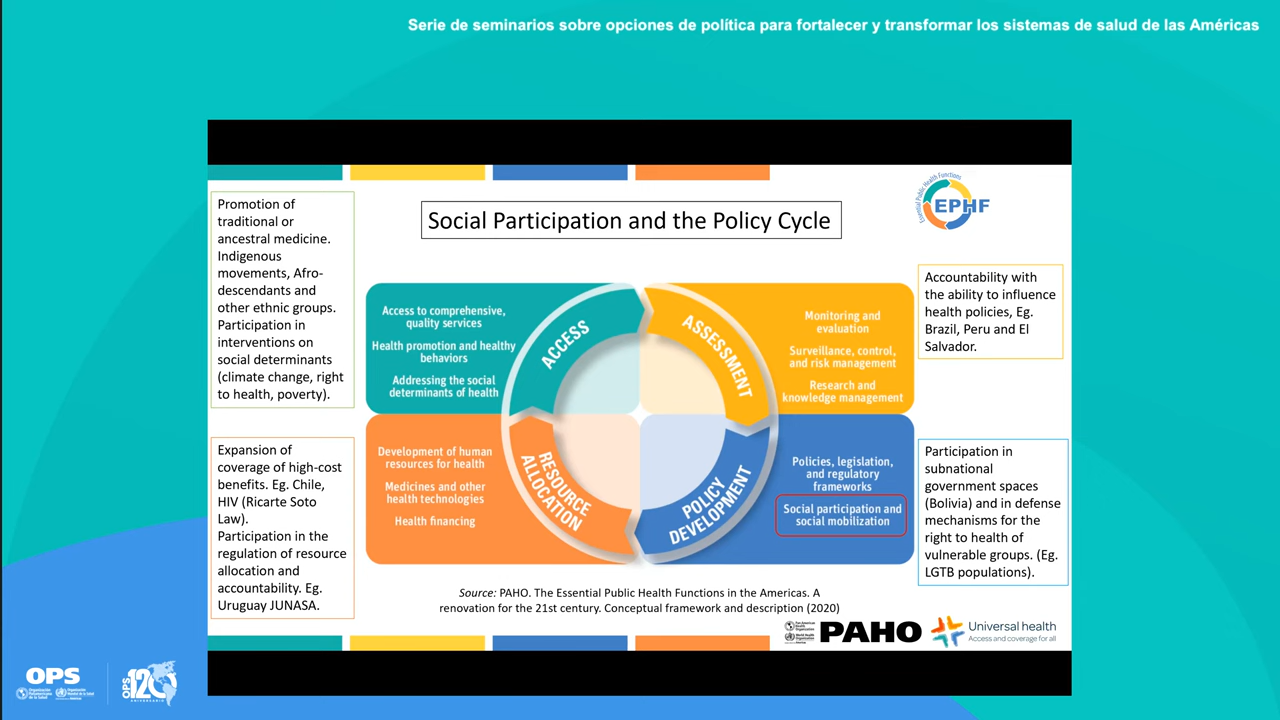 Serie de seminarios sobre opciones de política para fortalecer y transformar los sistemas de salud de las Américas
Social Participation and the Policy Cycle
Essential Public Health Functions
EPHF
Promotion of
traditional or
ancestral medicine.
Indigenous
movements, Afro-
descendants and
other ethnic groups.
Participation in
interventions on
social determinants
(climate change, right
to health, poverty).
Expansion of
coverage of high-cost
benefits. Eg. Chile,
HIV (Ricarte Soto
Law).
Participation in the
regulation of resource
allocation and
accountability. Eg.
Uruguay JUNASA.
Access to comprehensive,
quality services
Health promotion and healthy
behaviors
Addressing the social
determinants of health
ACCESS
ASSESSMENT
Monitoring and
evaluation
Surveillance, control,
and risk management
Research and
knowledge management
Development of human
resources for health
Medicines and other
health technologies
Health financing
RESOURCE
ALLOCATION
POLICY
DEVELOPMENT
Policies, legislation,
and regulatory
frameworks
Social participation and
social mobilization
Accountability with
the ability to influence
health policies, Eg.
Brazil, Peru and El
Salvador.
Participation in
subnational
government spaces
(Bolivia) and in defense
mechanisms for the
right to health of
vulnerable groups. (Eg.
LGTB populations).
Source: PAHO. The Essential Public Health Functions in the Americas. A
renovation for the 21st century. Conceptual framework and description (2020)
PAHO
Universal health
Access and coverage for all
OPS
OPS
120
ANIVERSARIO